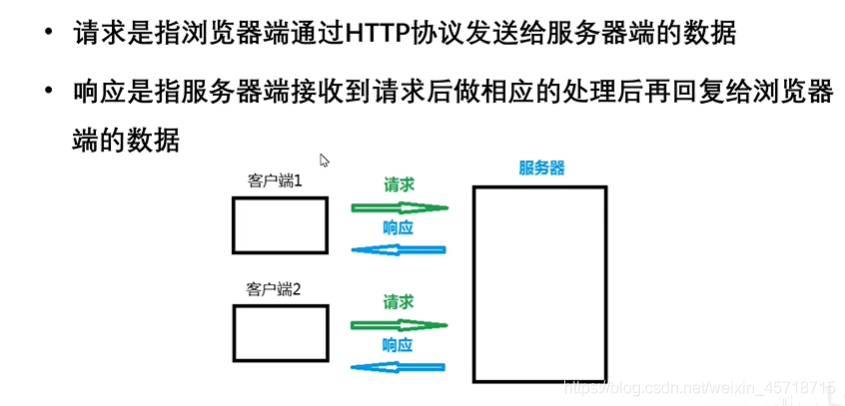 • 请求是指浏览器端通过HTTP协议发送给服务器端的数据
• 响应是指服务器端接收到请求后做相应的处理后再回复给浏览器
端的数据
服务器
客户端1
请求
响应
客户端2
请求
响应
https://blog.csdn.net/weixin_45718715